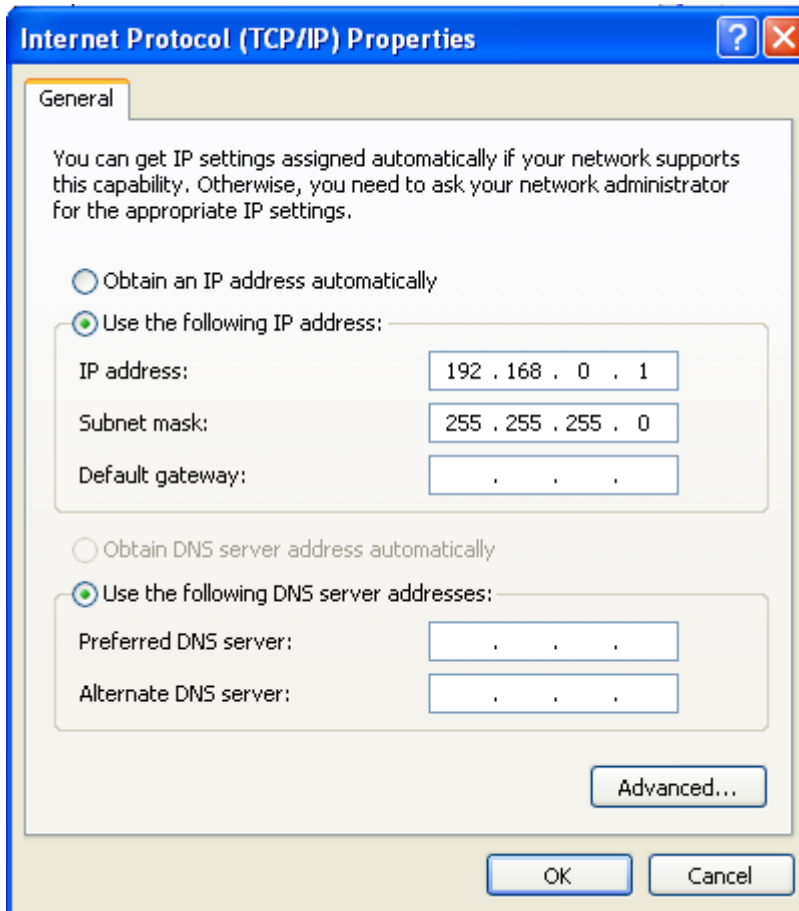 Internet Protocol (TCP/IP) Properties
General
You can get IP settings assigned automatically if your network supports
this capability. Otherwise, you need to ask your network administrator
for the appropriate IP settings.
Obtain an IP address automatically
Use the following IP address:
IP address: 192 . 168 . 0 . 1
Subnet mask: 255 . 255 . 255 . 0
Default gateway: . . .
Obtain DNS server address automatically
Use the following DNS server addresses:
Preferred DNS server: . . .
Alternate DNS server: . . .
Advanced...
OK Cancel